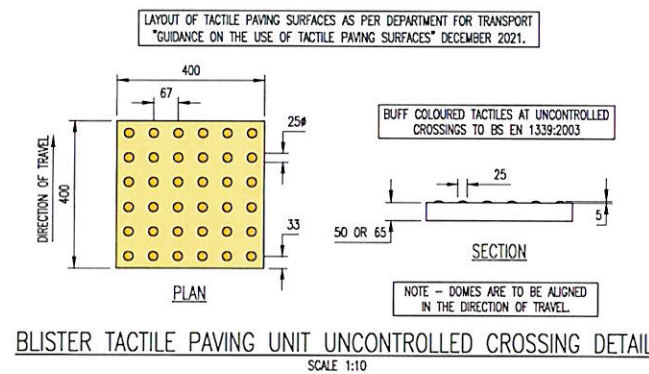 LAYOUT OF TACTILE PAVING SURFACES AS PER DEPARTMENT FOR TRANSPORT
"GUIDANCE ON THE USE OF TACTILE PAVING SURFACES" DECEMBER 2021.
400
67
25ø
DIRECTION OF TRAVEL
400
33
PLAN
BUFF COLOURED TACTILES AT UNCONTROLLED
CROSSINGS TO BS EN 1339:2003
25
50 OR 65
5
SECTION
NOTE - DOMES ARE TO BE ALIGNED
IN THE DIRECTION OF TRAVEL.
BLISTER TACTILE PAVING UNIT UNCONTROLLED CROSSING DETAIL
SCALE 1:10